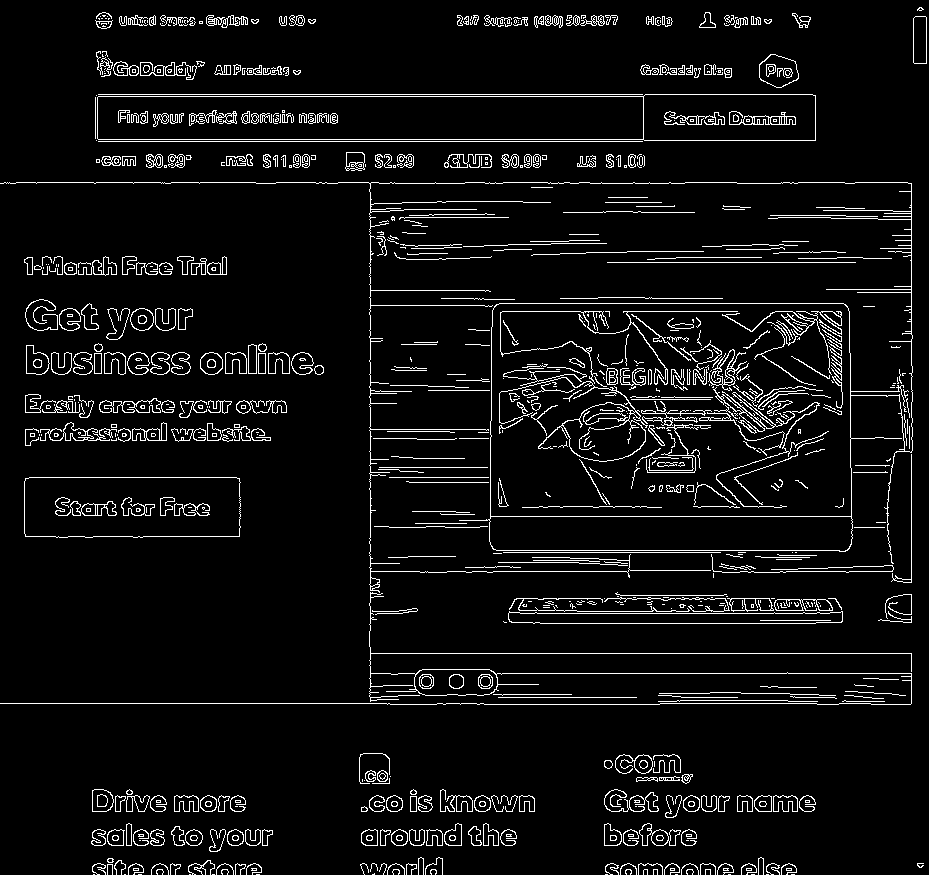 United States - English USD 24/7 Support (480) 505-8877 Help Sign In
GoDaddy™ All Products GoDaddy Blog Pro
Find your perfect domain name Search Domain
.com $0.99* .net $11.99* .co $2.99 .CLUB $0.99* .us $1.00
1-Month Free Trial
Get your
business online.
Easily create your own
professional website.
Start for Free
BEGINNINGS
.co
.com
Drive more
sales to your
site or store
.co is known
around the
world
Get your name
before
someone else